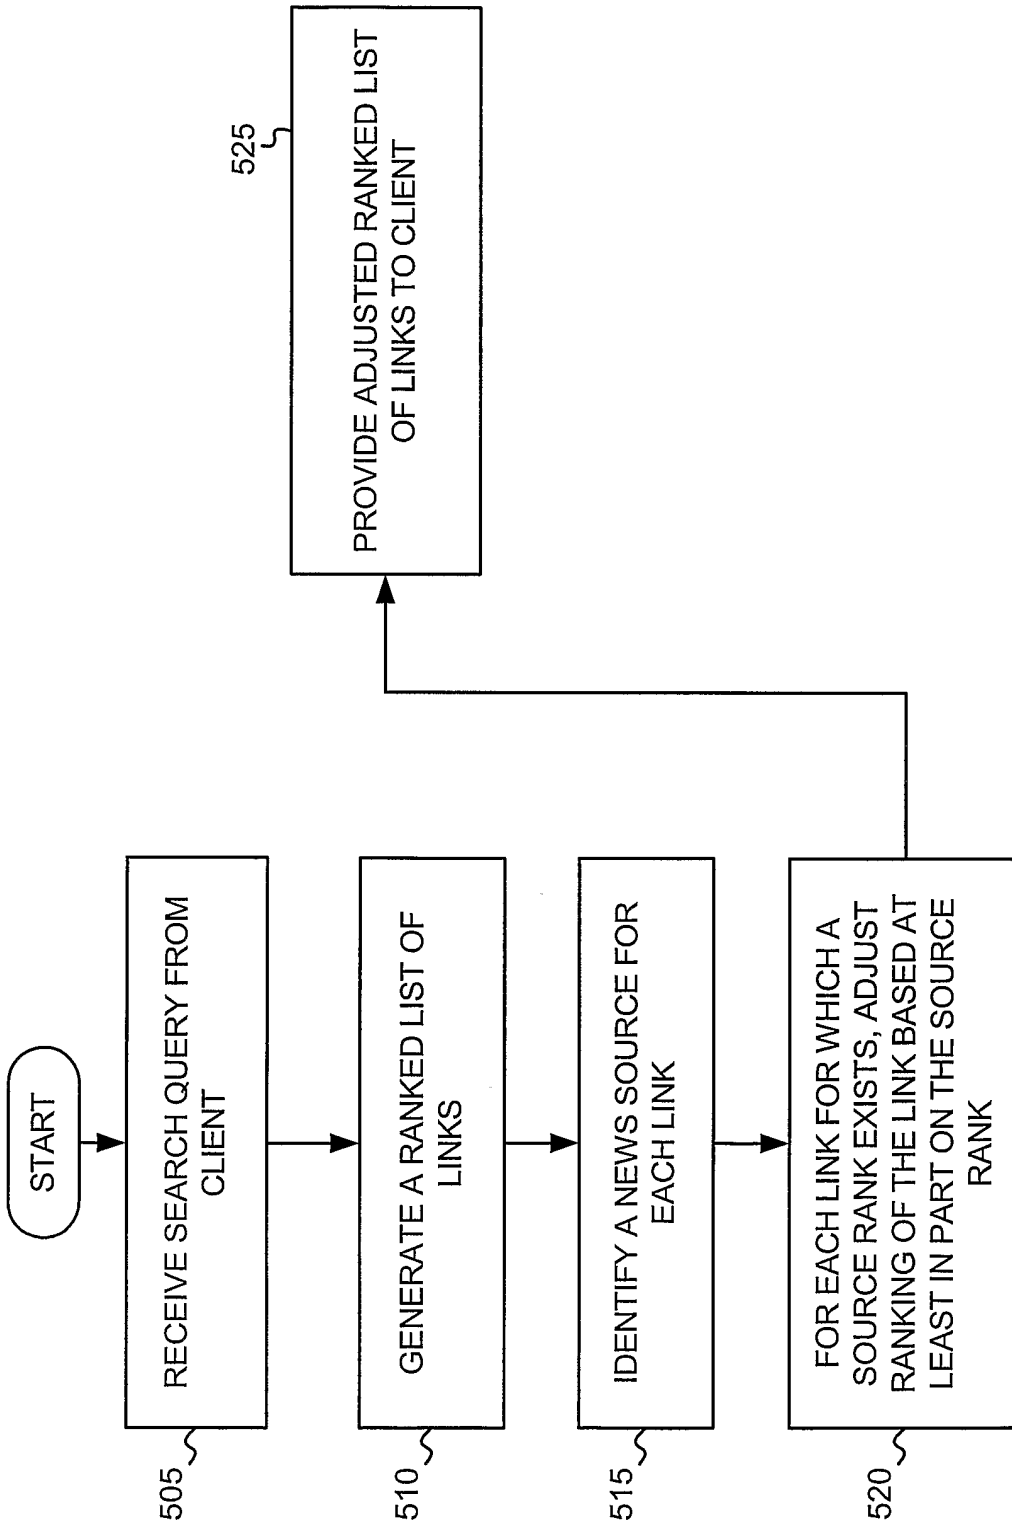 START
505
RECEIVE SEARCH QUERY FROM
CLIENT
510
GENERATE A RANKED LIST OF
LINKS
515
IDENTIFY A NEWS SOURCE FOR
EACH LINK
520
FOR EACH LINK FOR WHICH A
SOURCE RANK EXISTS, ADJUST
RANKING OF THE LINK BASED AT
LEAST IN PART ON THE SOURCE
RANK
525
PROVIDE ADJUSTED RANKED LIST
OF LINKS TO CLIENT